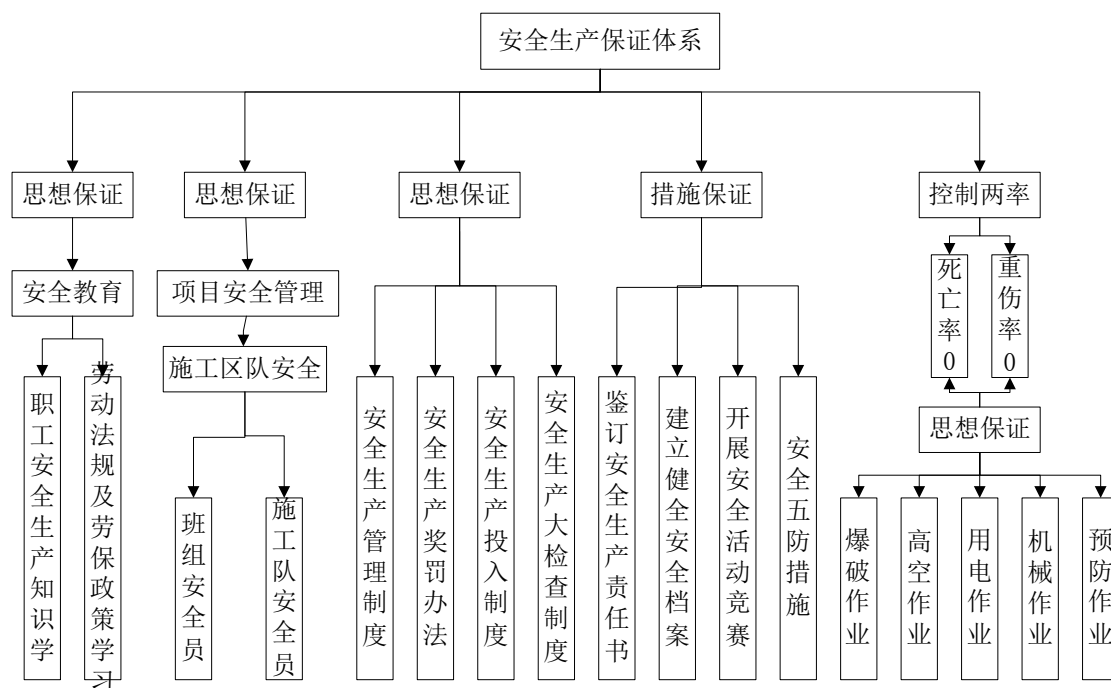 安全生产保证体系
思想保证
思想保证
思想保证
措施保证
控制两率
安全教育
项目安全管理
死亡率0
重伤率0
施工区队安全
职工安全生产知识学
劳动法规及劳保政策学习
班组安全员
施工队安全员
安全生产管理制度
安全生产奖罚办法
安全生产投入制度
安全生产大检查制度
鉴订安全生产责任书
建立健全安全档案
开展安全活动竞赛
安全五防措施
思想保证
爆破作业
高空作业
用电作业
机械作业
预防作业